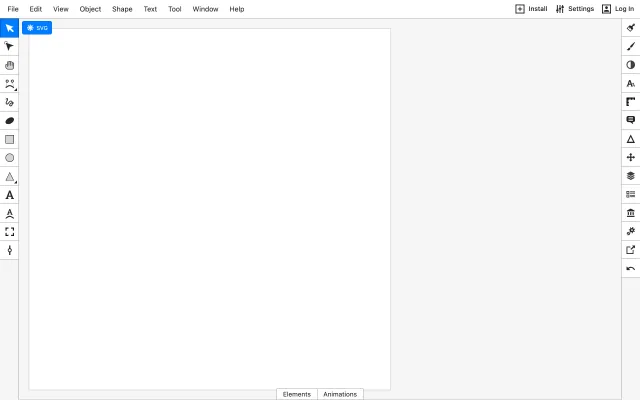 File Edit View Object Shape Text Tool Window Help Install Settings Log In
SVG
Elements Animations